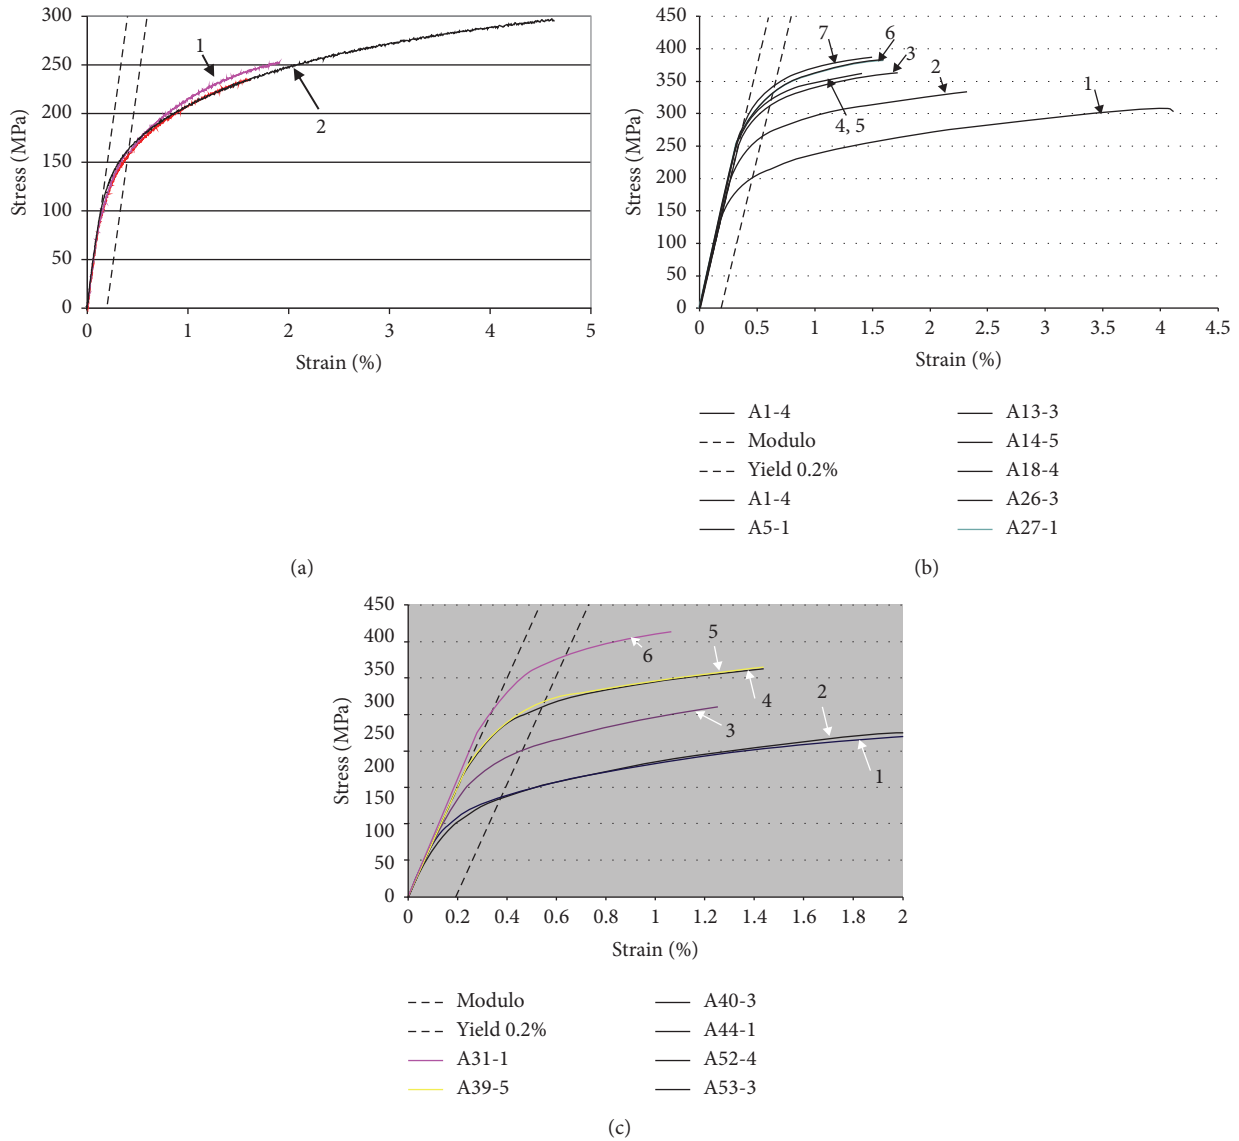 300
250
200
150
100
50
0
Stress (MPa)
1
2
0 1 2 3 4 5
Strain (%)
(a)
450
400
350
300
250
200
150
100
50
0
Stress (MPa)
7
6
3
2
1
4, 5
0 0.5 1 1.5 2 2.5 3 3.5 4 4.5
Strain (%)
A1-4
Modulo
Yield 0.2%
A1-4
A5-1
A13-3
A14-5
A18-4
A26-3
A27-1
(b)
450
400
350
300
250
200
150
100
50
0
Stress (MPa)
5
6
4
2
3
1
0 0.2 0.4 0.6 0.8 1 1.2 1.4 1.6 1.8 2
Strain (%)
Modulo
Yield 0.2%
A31-1
A39-5
A40-3
A44-1
A52-4
A53-3
(c)